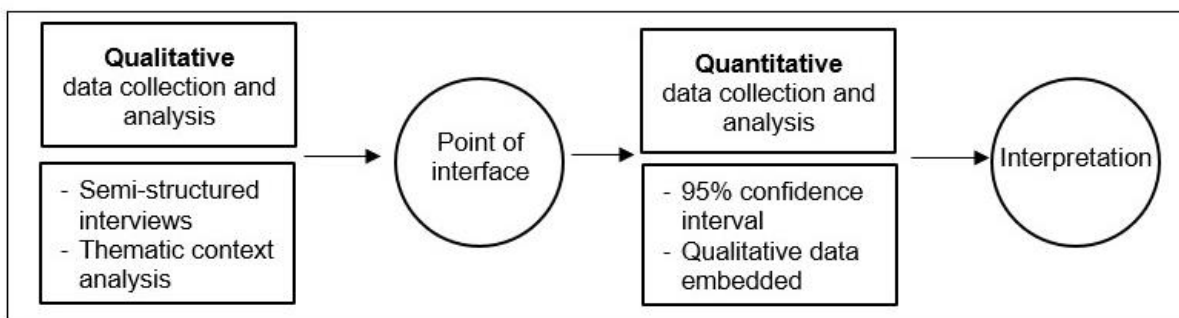 Qualitative
data collection and
analysis
- Semi-structured
interviews
- Thematic context
analysis
Point of
interface
Quantitative
data collection and
analysis
- 95% confidence
interval
- Qualitative data
embedded
Interpretation